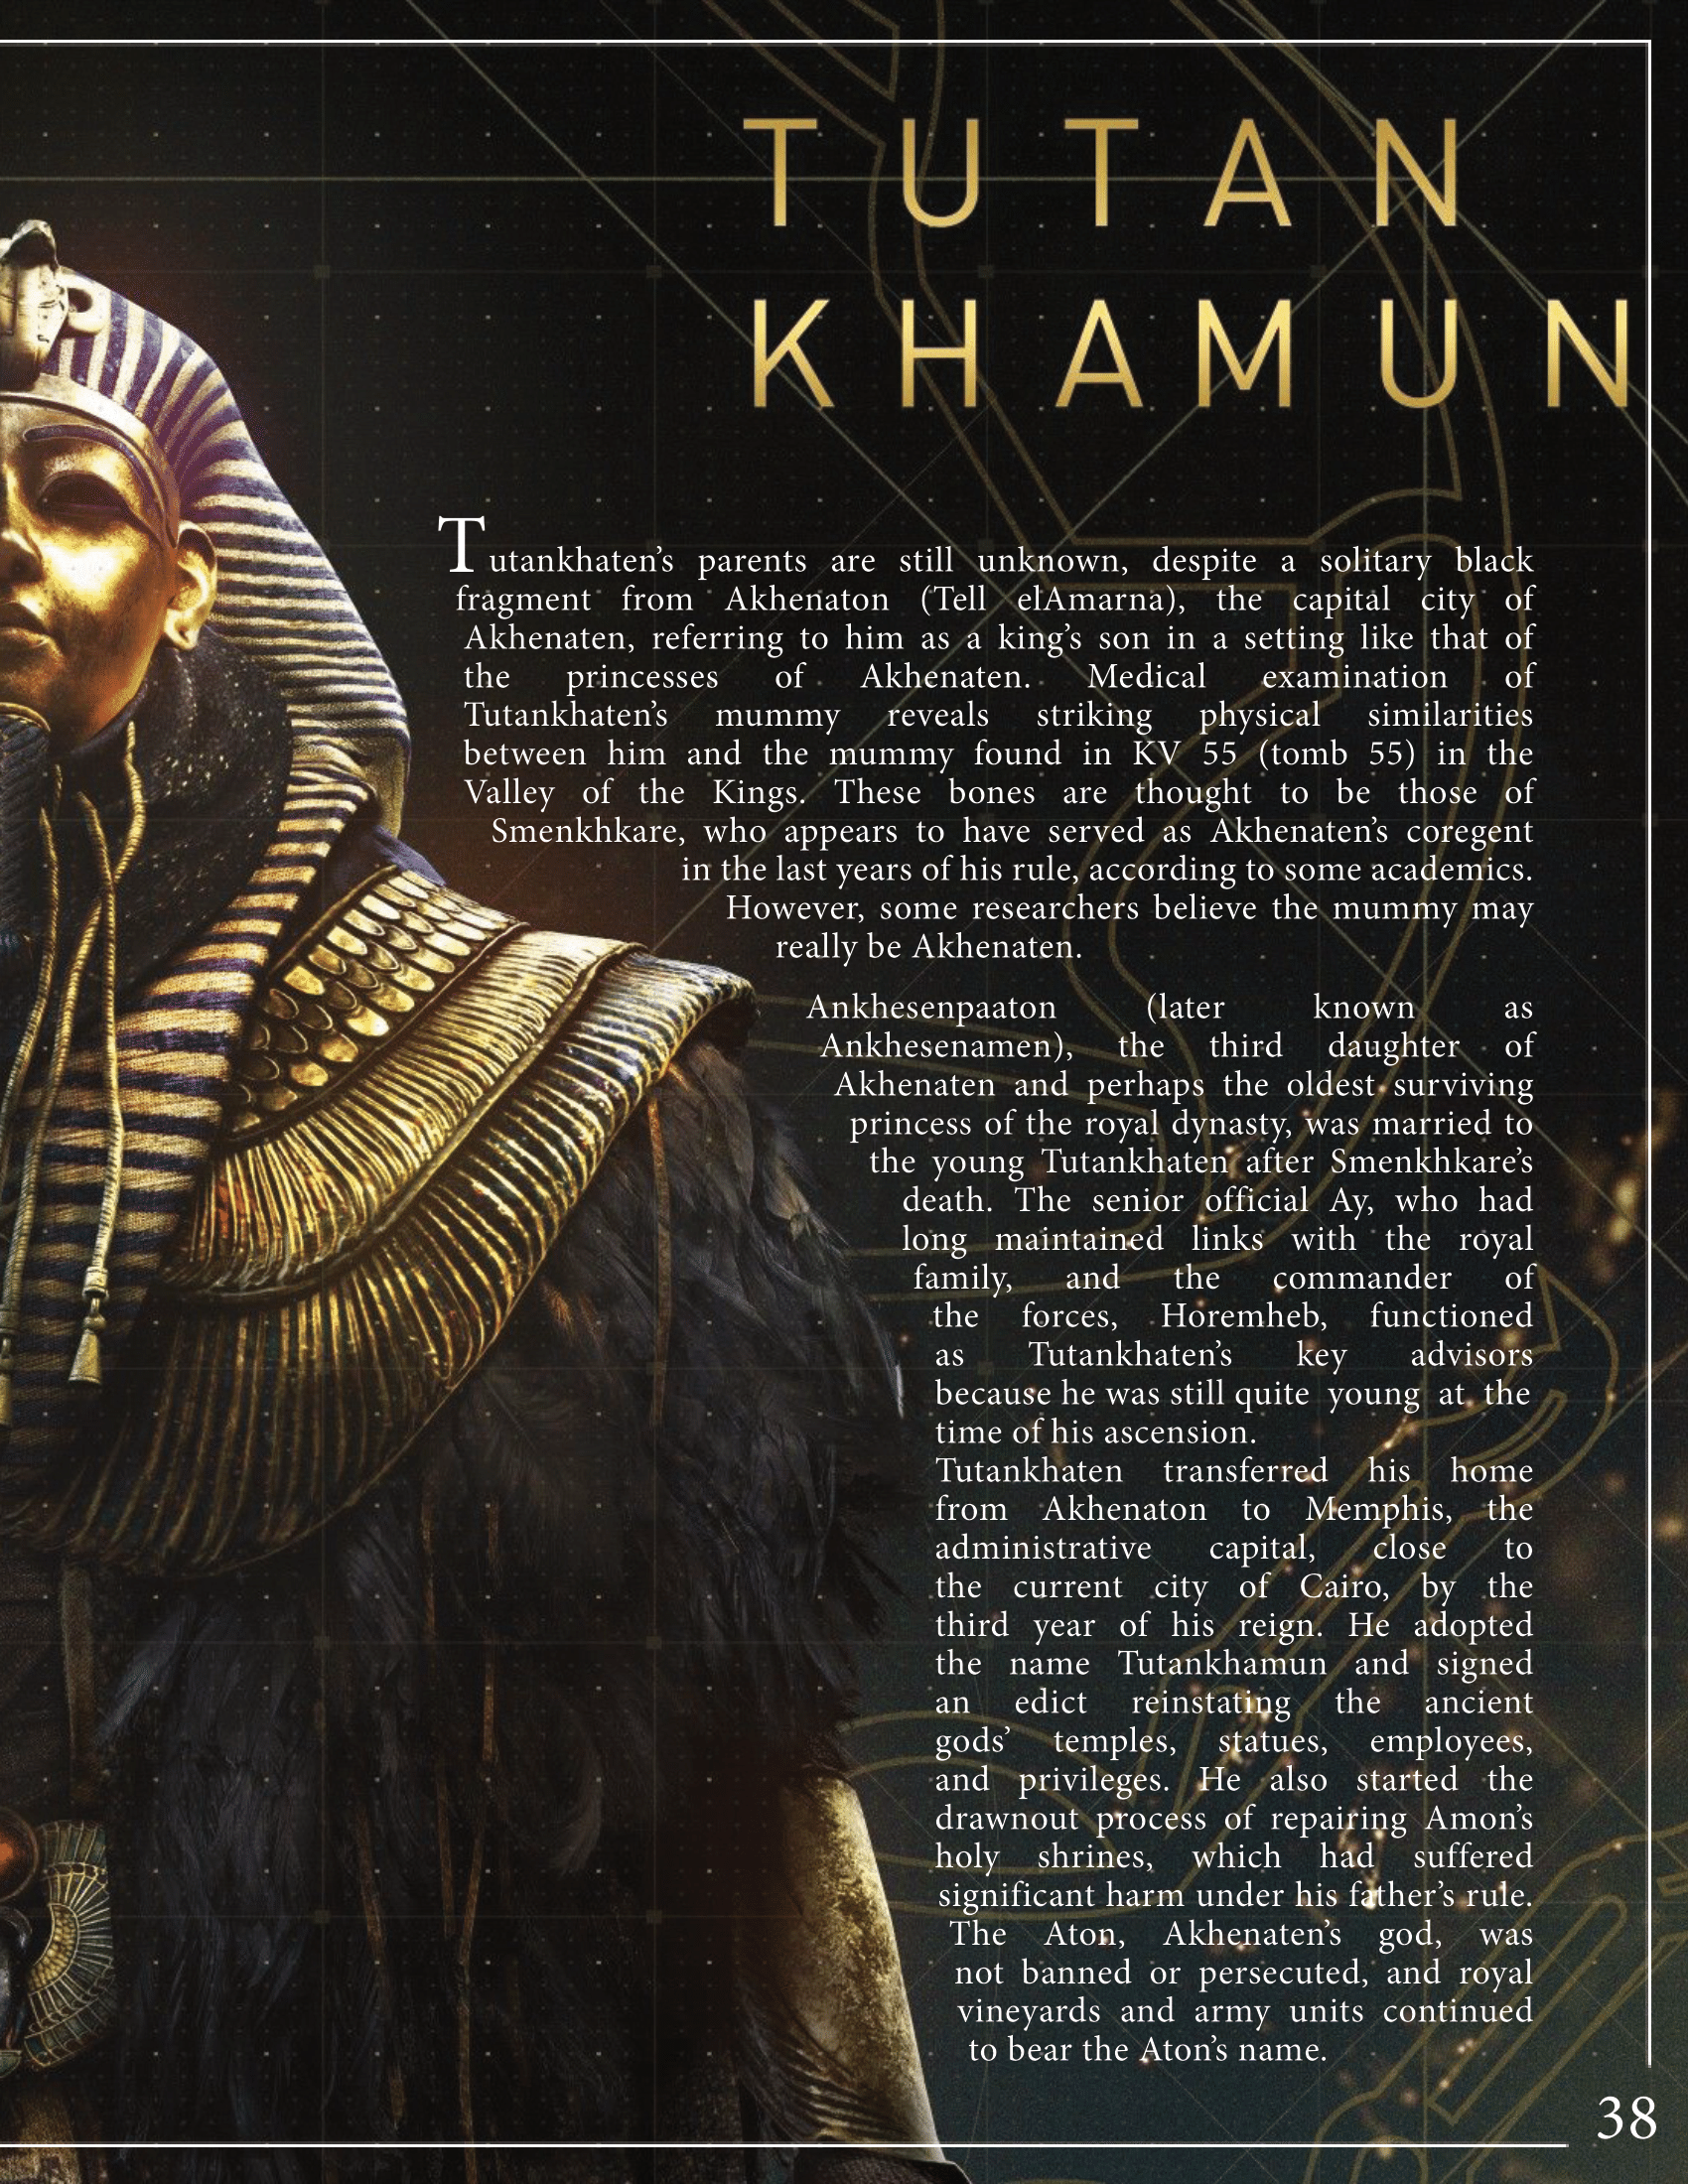 TUTAN
KHAMUN
Tutankhaten’s parents are still unknown, despite a solitary black
fragment from Akhenaton (Tell elAmarna), the capital city of
Akhenaten, referring to him as a king’s son in a setting like that of
the princesses of Akhenaten. Medical examination of
Tutankhaten’s mummy reveals striking physical similarities
between him and the mummy found in KV 55 (tomb 55) in the
Valley of the Kings. These bones are thought to be those of
Smenkhkare, who appears to have served as Akhenaten’s coregent
in the last years of his rule, according to some academics.
However, some researchers believe the mummy may
really be Akhenaten.
Ankhesenpaaton (later known as
Ankhesenamen), the third daughter of
Akhenaten and perhaps the oldest surviving
princess of the royal dynasty, was married to
the young Tutankhaten after Smenkhkare’s
death. The senior official Ay, who had
long maintained links with the royal
family, and the commander of
the forces, Horemheb, functioned
as Tutankhaten’s key advisors
because he was still quite young at the
time of his ascension.
Tutankhaten transferred his home
from Akhenaton to Memphis, the
administrative capital, close to
the current city of Cairo, by the
third year of his reign. He adopted
the name Tutankhamun and signed
an edict reinstating the ancient
gods’ temples, statues, employees,
and privileges. He also started the
drawnout process of repairing Amon’s
holy shrines, which had suffered
significant harm under his father’s rule.
The Aton, Akhenaten’s god, was
not banned or persecuted, and royal
vineyards and army units continued
to bear the Aton’s name.
38